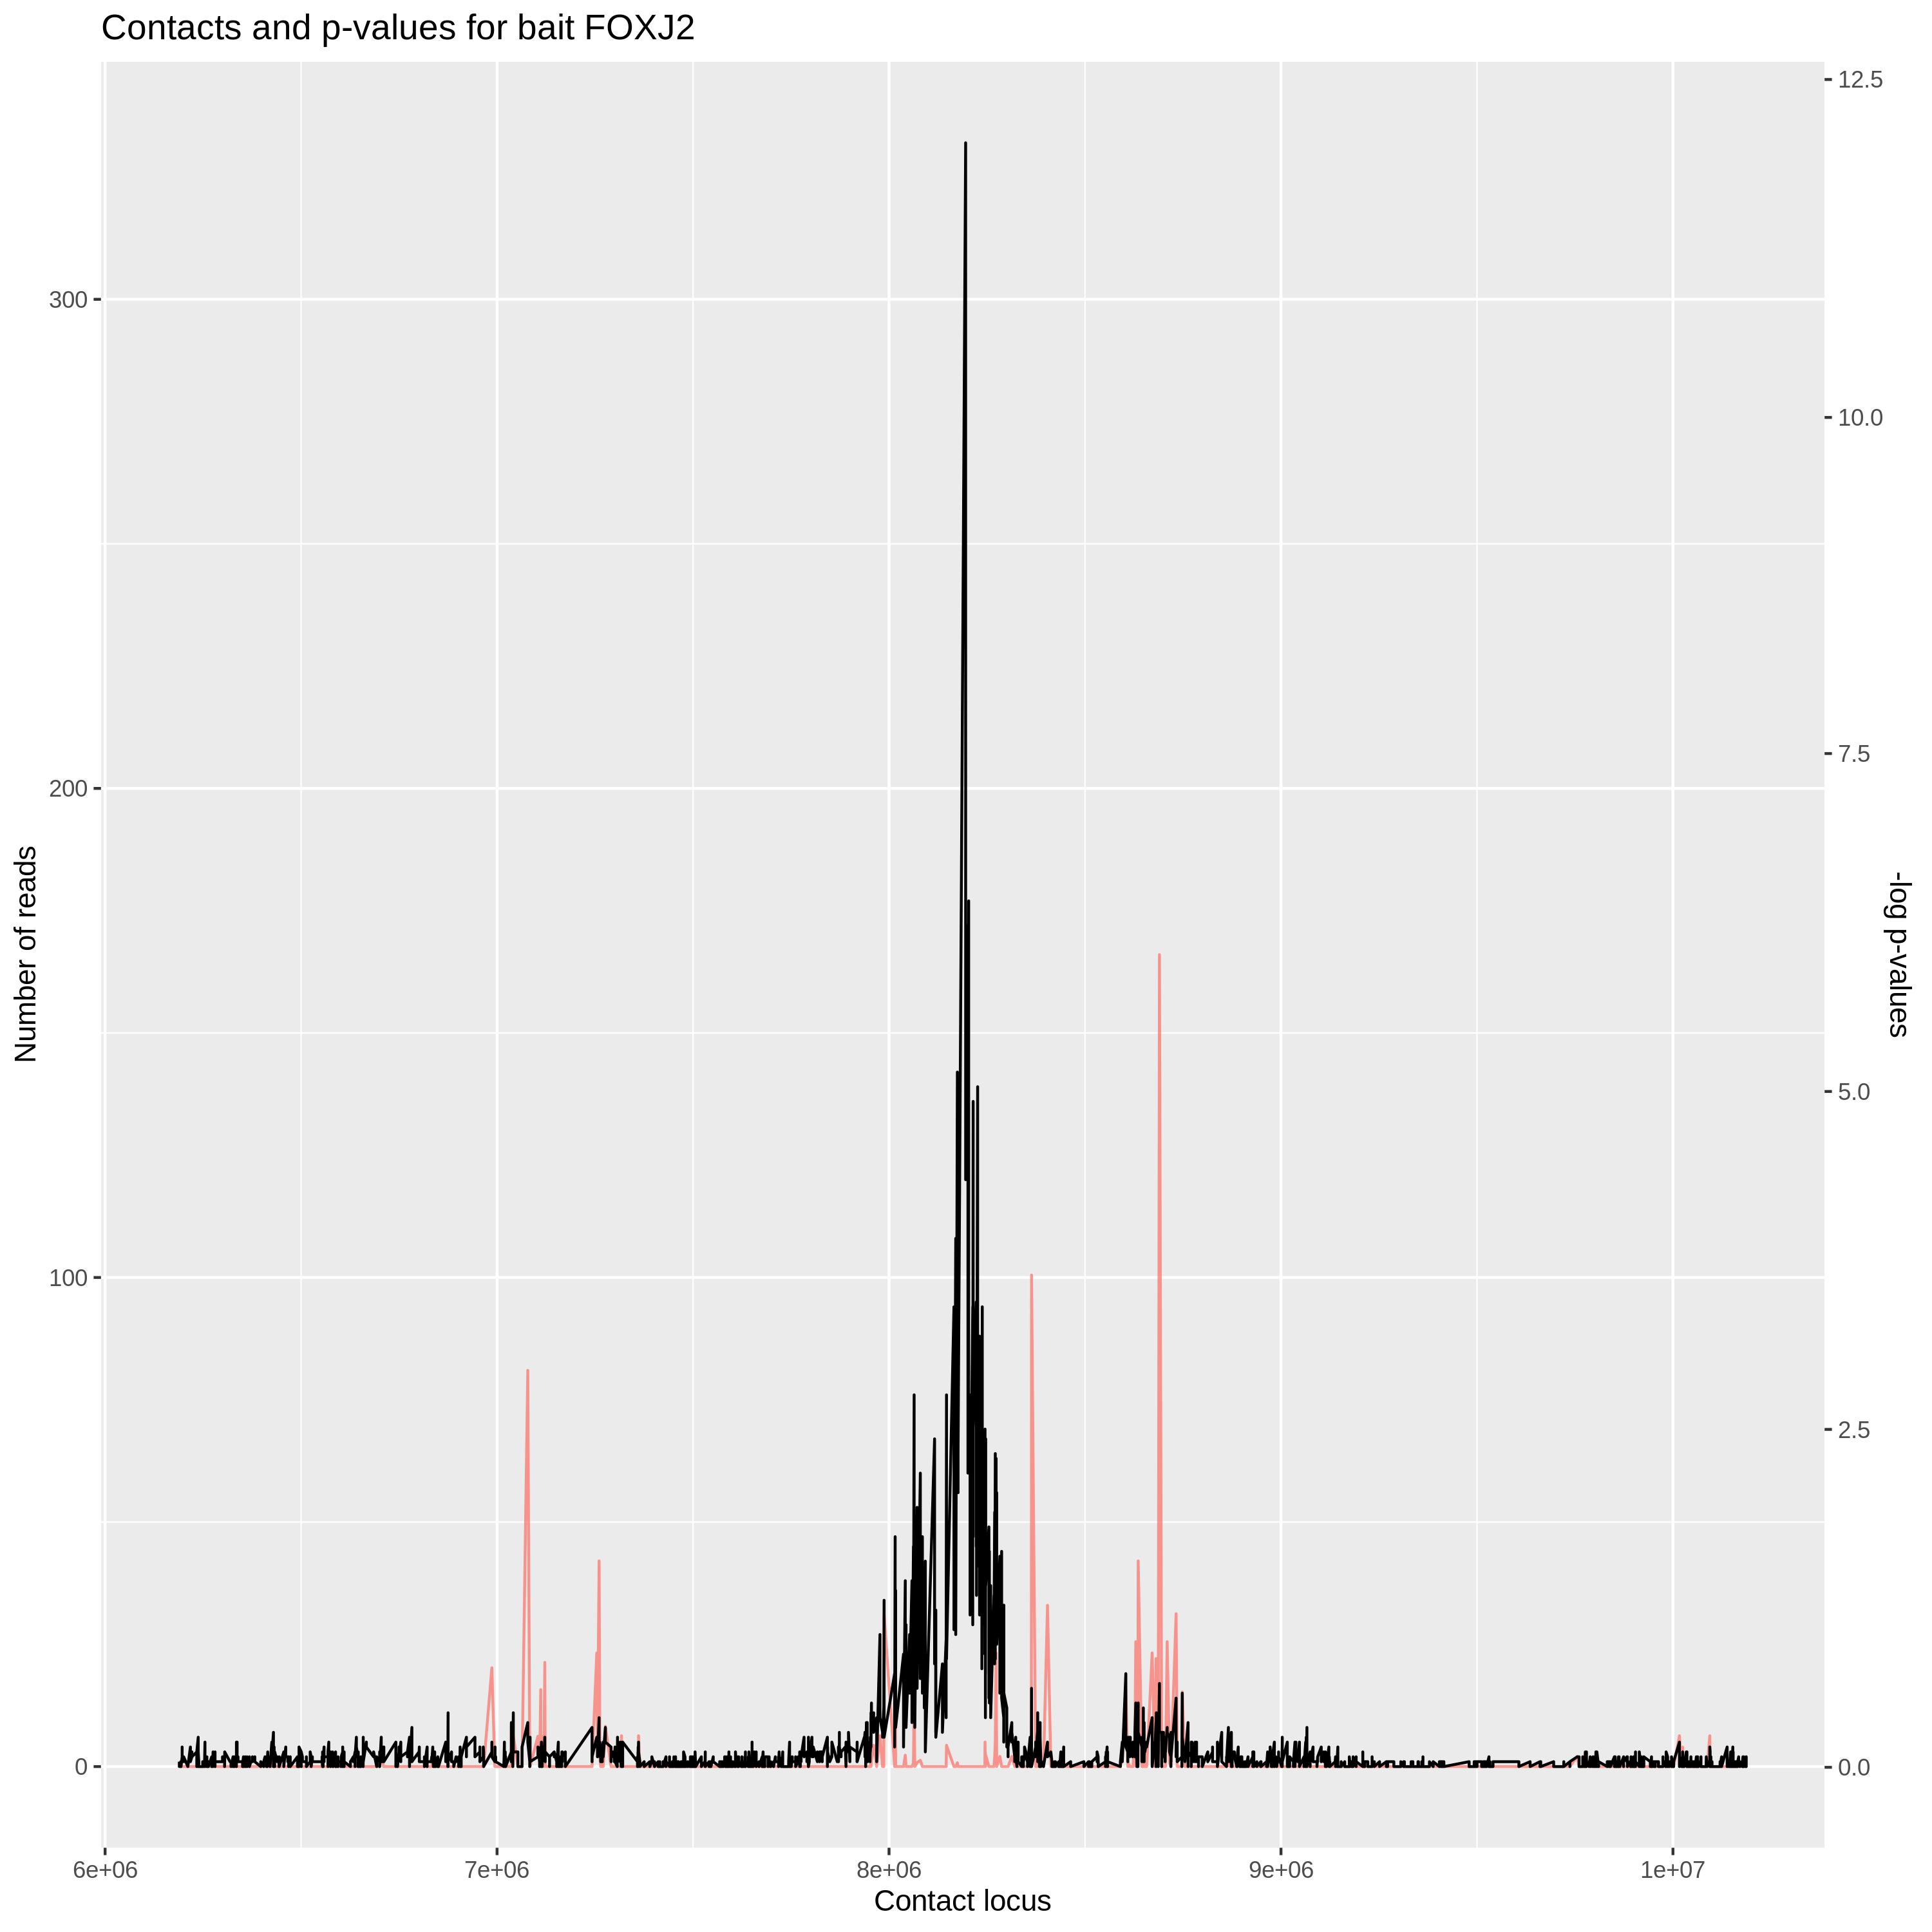 Contacts and p-values for bait FOXJ2
12.5
10.0
7.5
5.0
2.5
0.0
300
200
100
0
Number of reads
-log p-values
6e+06
7e+06
8e+06
9e+06
1e+07
Contact locus